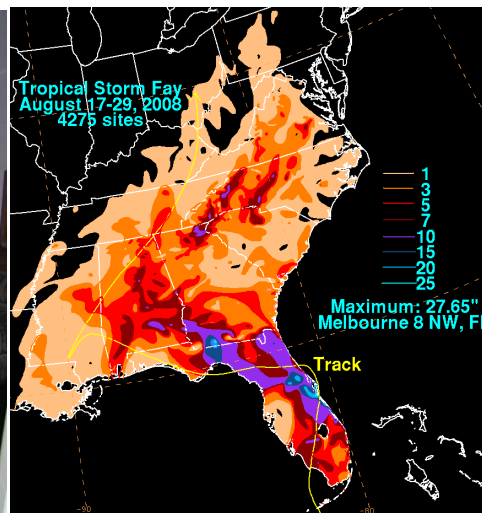 Tropical Storm Fay
August 17-29, 2008
4275 sites
1
3
5
7
10
15
20
25
Maximum: 27.65"
Melbourne 8 NW, Fl
Track
-90
-80